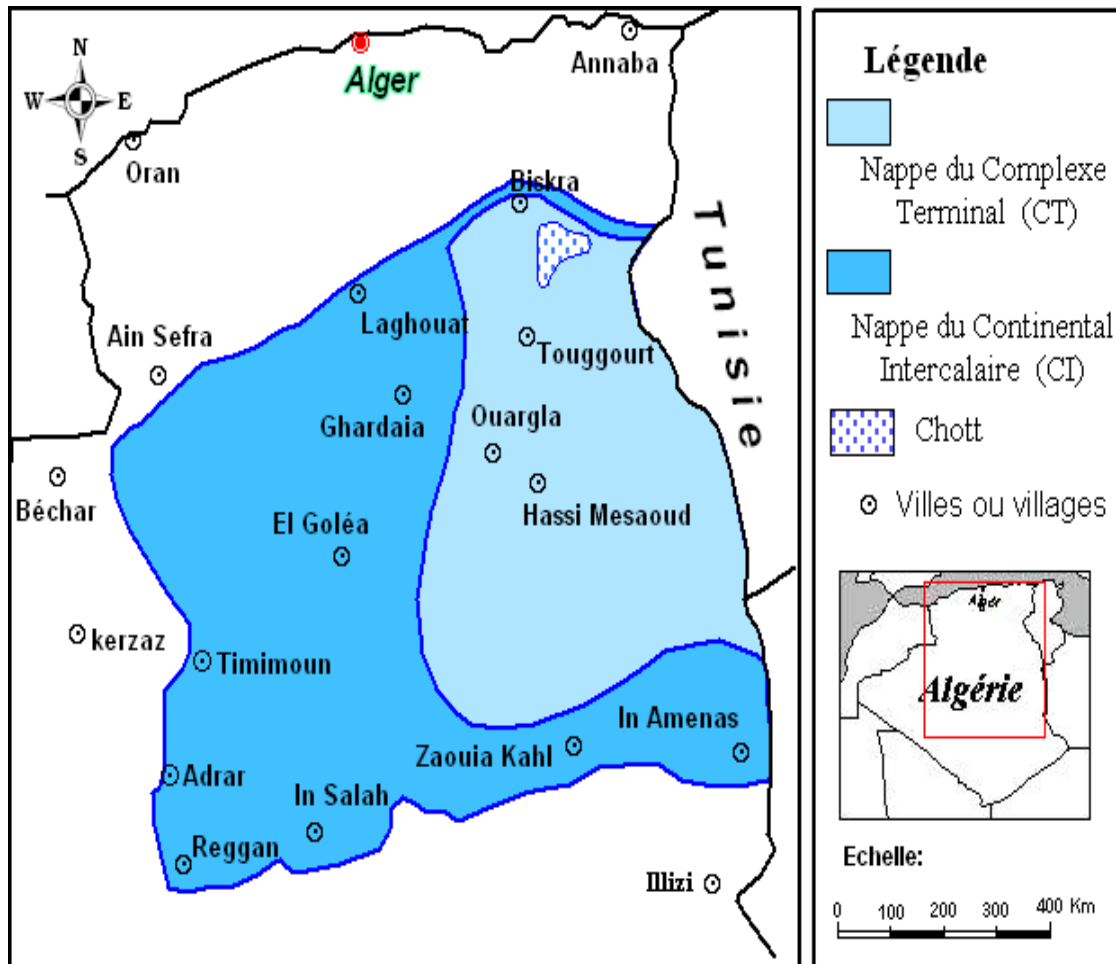 N
W
E
S
Alger
Annaba
Oran
Biskra
Tunisie
Laghouat
Ain Sefra
Touggourt
Ghardaia
Ouargla
Béchar
Hassi Mesaoud
El Goléa
kerzaz
Timimoun
In Amenas
Zaouia Kahl
Adrar
In Salah
Reggan
Illizi
Légende
Nappe du Complexe
Terminal (CT)
Nappe du Continental
Intercalaire (CI)
Chott
Villes ou villages
Alger
Algérie
Echelle:
0 100 200 300 400 Km